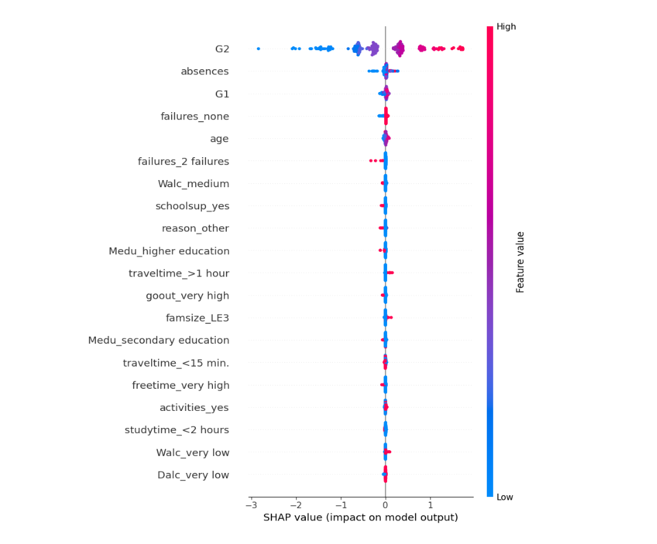 High
G2
absences
G1
failures_none
age
failures_2 failures
Walc_medium
schoolsup_yes
reason_other
Medu_higher education
traveltime_>1 hour
goout_very high
famsize_LE3
Medu_secondary education
traveltime_<15 min.
freetime_very high
activities_yes
studytime_<2 hours
Walc_very low
Dalc_very low
Feature value
Low
−3 −2 −1 0 1
SHAP value (impact on model output)